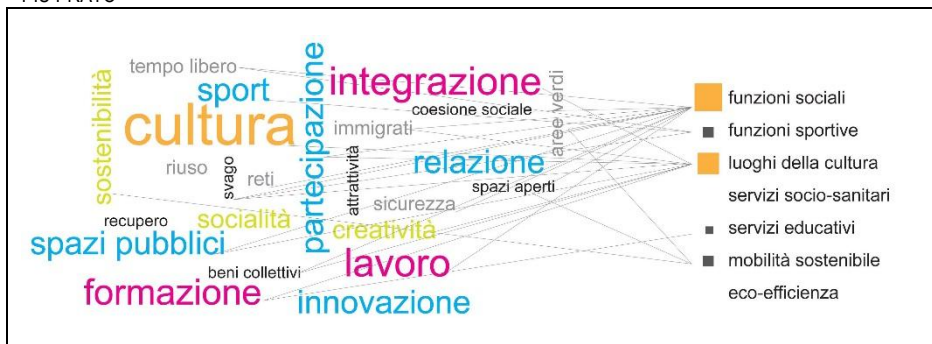 tempo libero
sport
cultura
sostenibilità
riuso
svago
reti
recupero
socialità
spazi pubblici
beni collettivi
formazione
partecipazione
integrazione
coesione sociale
immigrati
attrattività
relazione
spazi aperti
sicurezza
creatività
lavoro
innovazione
aree verdi
funzioni sociali
funzioni sportive
luoghi della cultura
servizi socio-sanitari
servizi educativi
mobilità sostenibile
eco-efficienza